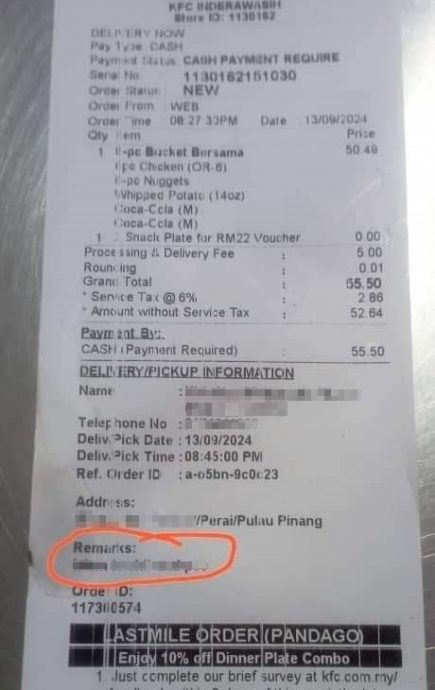 KFC INDERAWASIH
Store ID: 1130162
DELIVERY NOW
Pay Type: CASH
Payment Status: CASH PAYMENT REQUIRE
Serial No 1130162151030
Order Status: NEW
Order From : WEB
Order Time : 08:27:30PM Date : 13/09/2024
Qty Item Price
1 -pc Bucket Bersama 50.49
pc Chicken (OR-6)
-pc Nuggets
Whipped Potato (14oz)
Coca-Cola (M)
Coca-Cola (M)
1 Snack Plate for RM22 Voucher 0.00
Processing & Delivery Fee : 5.00
Rounding : 0.01
Grand Total : 55.50
* Service Tax @ 6% : 2.86
* Amount without Service Tax : 52.64
Payment By:
CASH (Payment Required) : 55.50
DELIVERY/PICKUP INFORMATION
Name :
Telephone No :
Deliv/Pick Date : 13/09/2024
Deliv/Pick Time : 08:45:00 PM
Ref. Order ID : a-o5bn-9c0c23
Address:
/Perai/Pulau Pinang
Remarks:
Order ID:
117360574
LASTMILE ORDER (PANDAGO)
Enjoy 10% off Dinner Plate Combo
1. Just complete our brief survey at kfc.com.my/